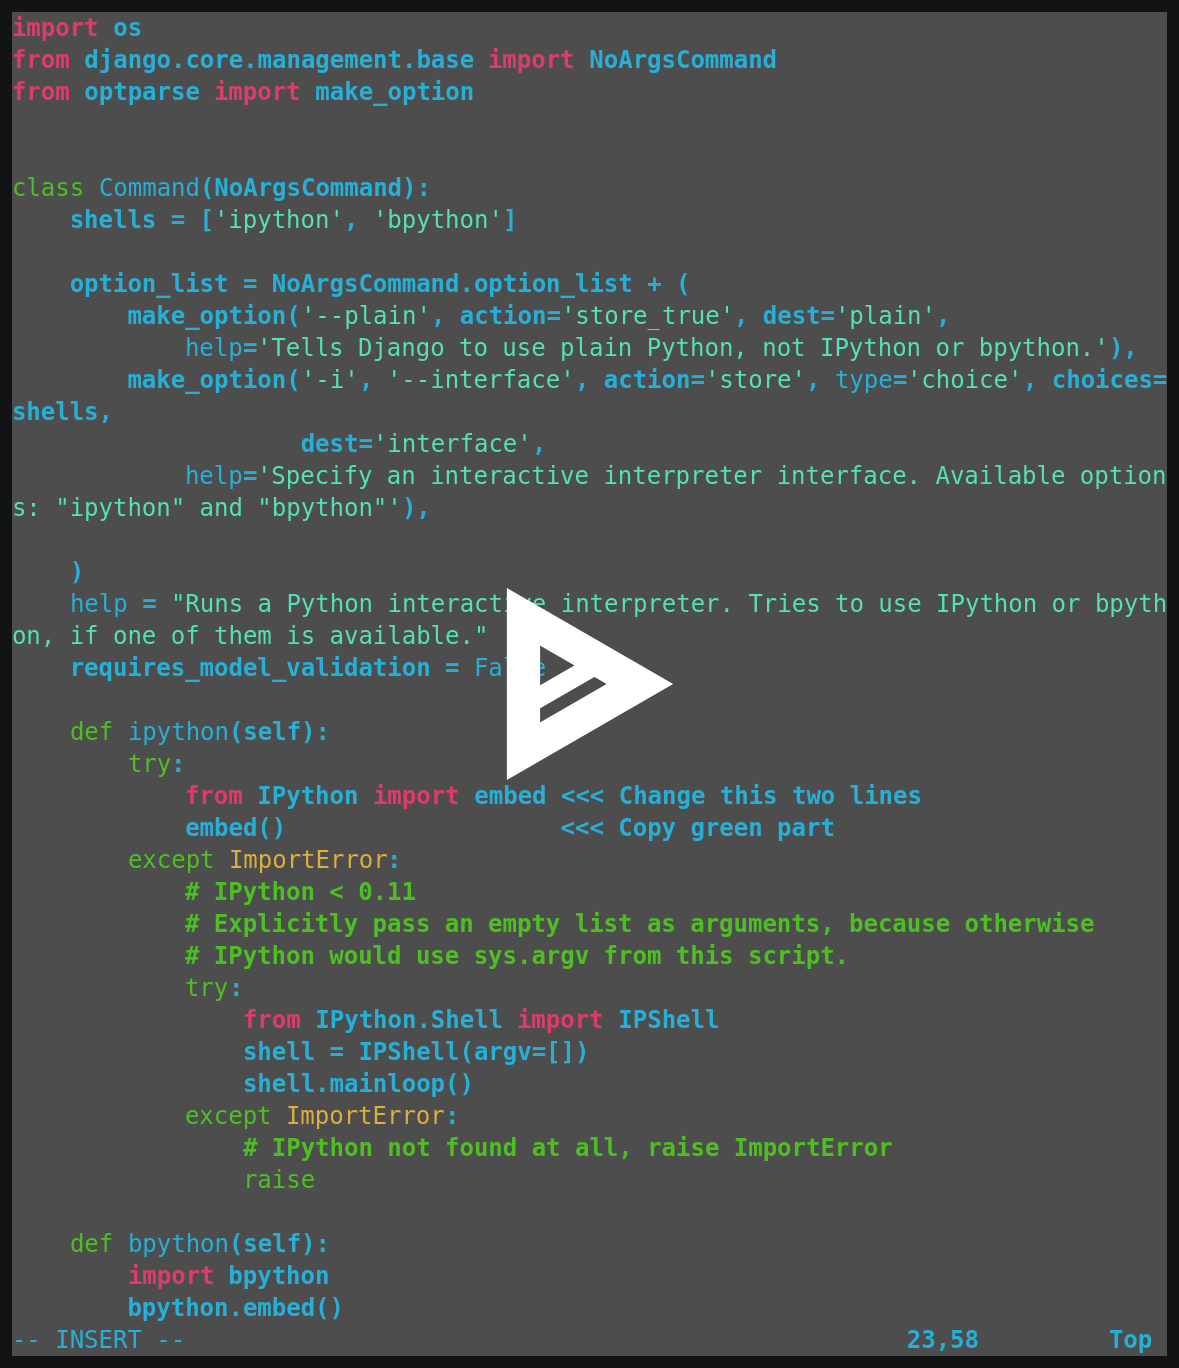 import os
from django.core.management.base import NoArgsCommand
from optparse import make_option
class Command(NoArgsCommand):
    shells = ['ipython', 'bpython']
    option_list = NoArgsCommand.option_list + (
        make_option('--plain', action='store_true', dest='plain',
            help='Tells Django to use plain Python, not IPython or bpython.'),
        make_option('-i', '--interface', action='store', type='choice', choices=
shells,
                    dest='interface',
            help='Specify an interactive interpreter interface. Available option
s: "ipython" and "bpython"'),
    )
    help = "Runs a Python interactive interpreter. Tries to use IPython or bpyth
on, if one of them is available."
    requires_model_validation = False
    def ipython(self):
        try:
            from IPython import embed <<< Change this two lines
            embed()                   <<< Copy green part
        except ImportError:
            # IPython < 0.11
            # Explicitly pass an empty list as arguments, because otherwise
            # IPython would use sys.argv from this script.
            try:
                from IPython.Shell import IPShell
                shell = IPShell(argv=[])
                shell.mainloop()
            except ImportError:
                # IPython not found at all, raise ImportError
                raise
    def bpython(self):
        import bpython
        bpython.embed()
-- INSERT --                                                  23,58         Top